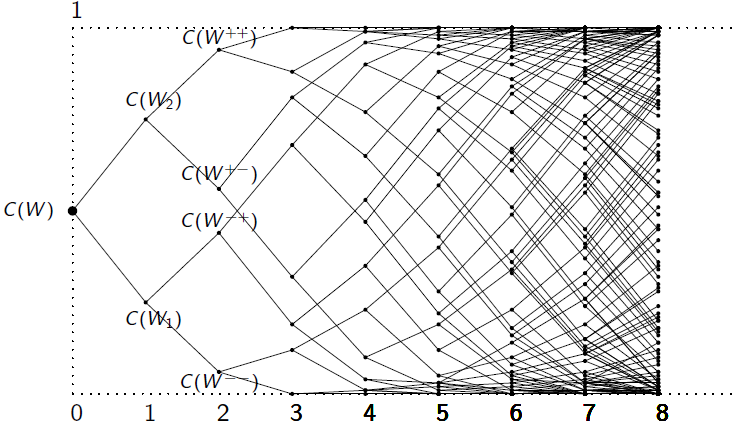 1
C(W⁺⁺)
C(W₂)
C(W⁺⁻)
C(W)
C(W⁻⁺)
C(W₁)
C(W⁻⁻)
0 1 2 3 4 5 6 7 8